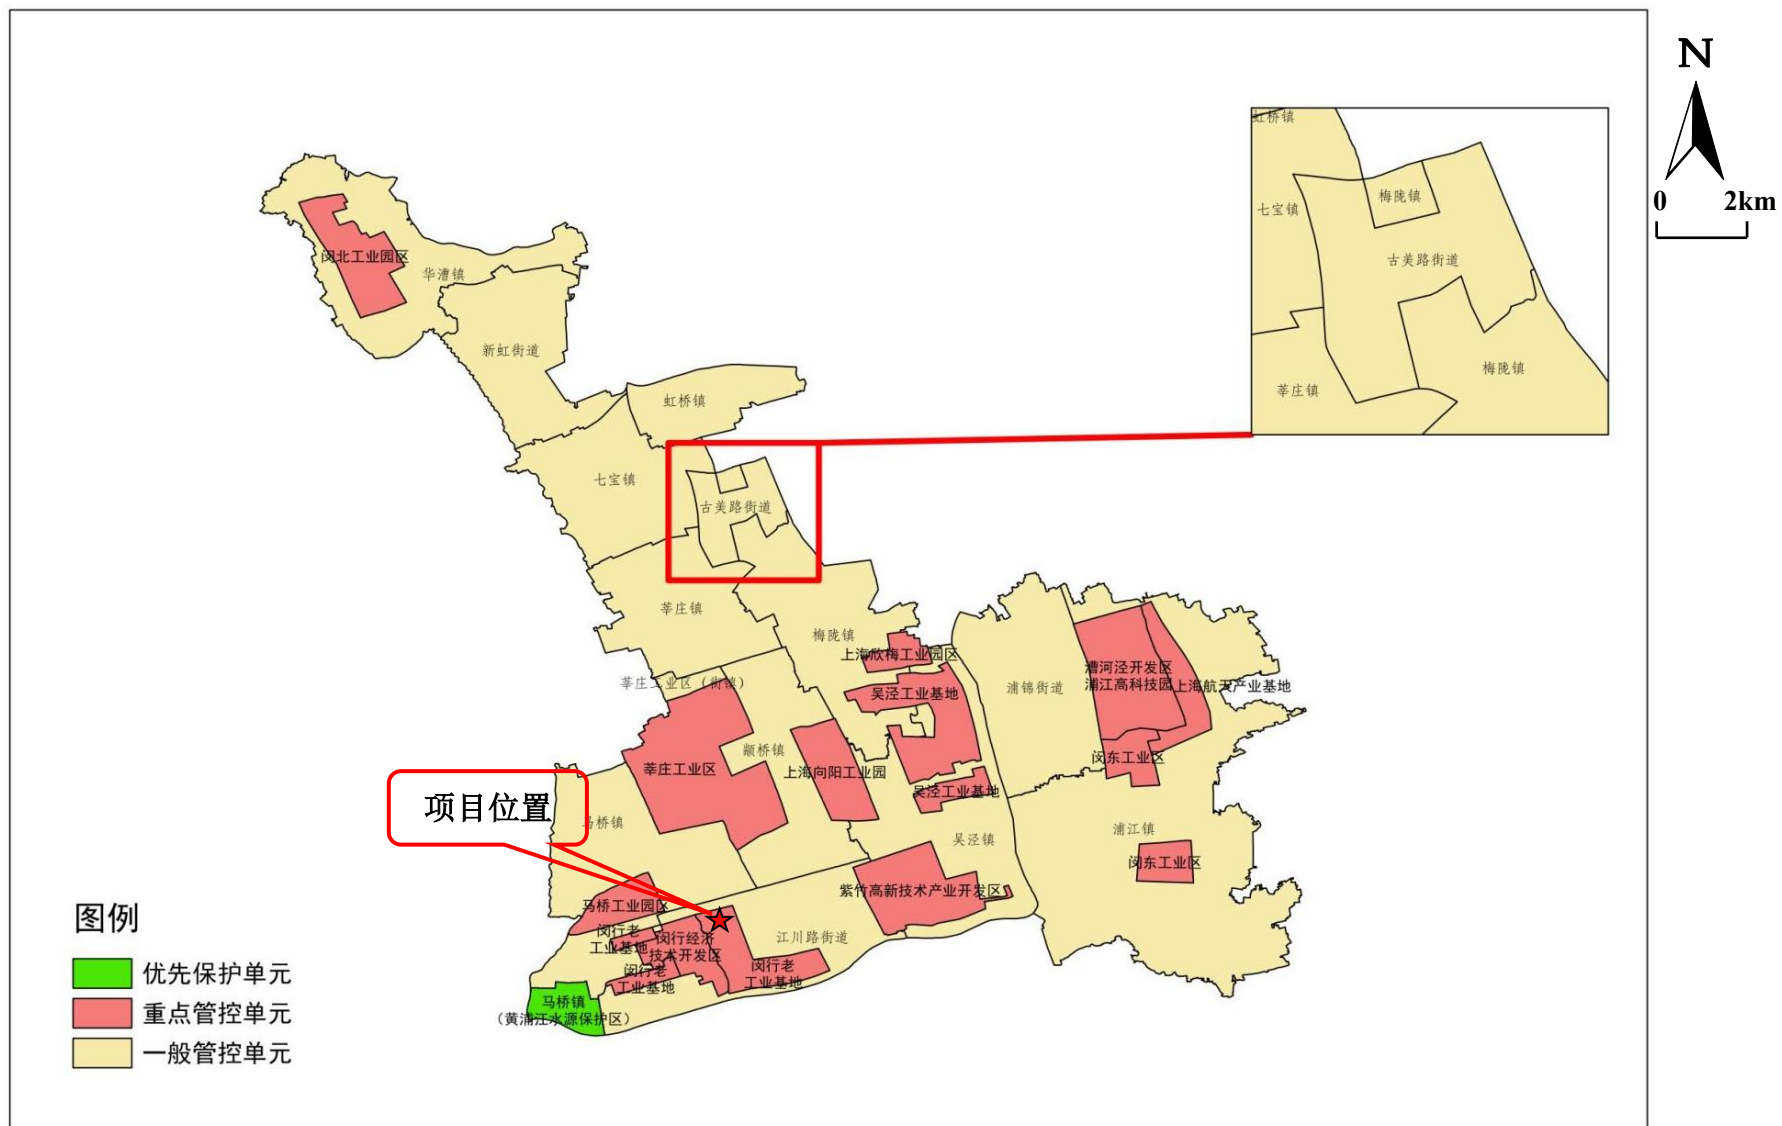 N
0 2km
虹桥镇
梅陇镇
七宝镇
古美路街道
梅陇镇
莘庄镇
闵北工业园区
华漕镇
新虹街道
虹桥镇
七宝镇
古美路街道
莘庄镇
梅陇镇
上海欣梅工业园区
莘庄工业区（街镇）
吴泾工业基地
浦锦街道
漕河泾开发区
浦江高科技园
上海航天产业基地
颛桥镇
闵东工业区
莘庄工业区
上海向阳工业园
吴泾工业基地
项目位置
马桥镇
浦江镇
吴泾镇
闵东工业区
紫竹高新技术产业开发区
马桥工业园区
闵行老
工业基地
闵行经济
技术开发区
江川路街道
闵行老
工业基地
闵行老
工业基地
马桥镇
（黄浦江水源保护区）
图例
优先保护单元
重点管控单元
一般管控单元